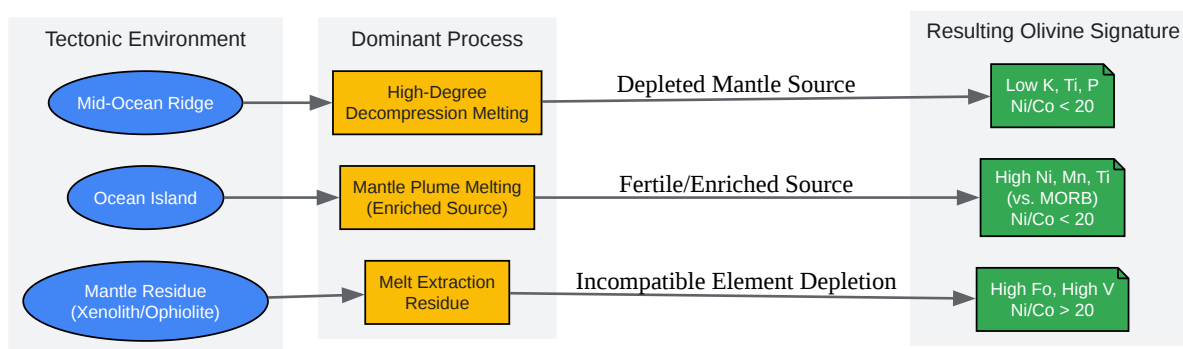 Tectonic Environment
Dominant Process
Resulting Olivine Signature
Mid-Ocean Ridge
High-Degree
Decompression Melting
Depleted Mantle Source
Low K, Ti, P
Ni/Co < 20
Ocean Island
Mantle Plume Melting
(Enriched Source)
Fertile/Enriched Source
High Ni, Mn, Ti
(vs. MORB)
Ni/Co < 20
Mantle Residue
(Xenolith/Ophiolite)
Melt Extraction
Residue
Incompatible Element Depletion
High Fo, High V
Ni/Co > 20